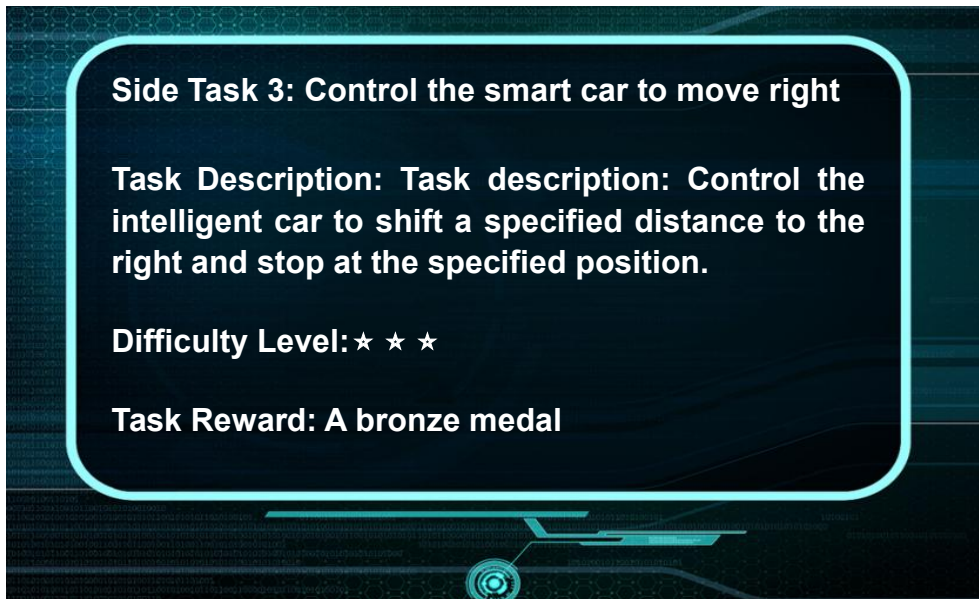 Side Task 3: Control the smart car to move right
Task Description: Task description: Control the
intelligent car to shift a specified distance to the
right and stop at the specified position.
Difficulty Level:★ ★ ★
Task Reward: A bronze medal